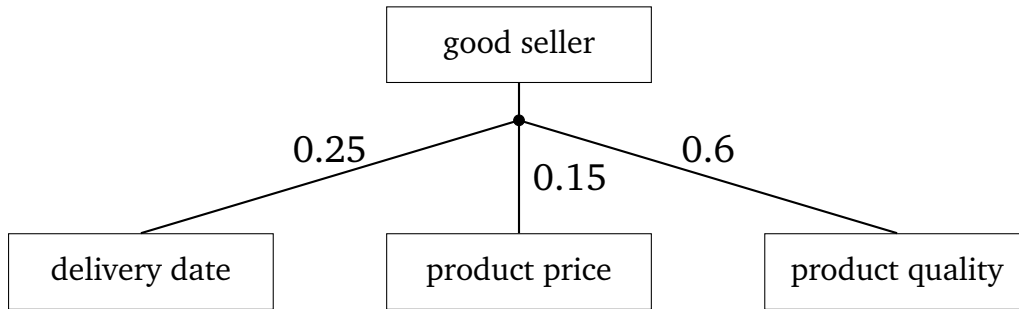 good seller
0.25
0.15
0.6
delivery date
product price
product quality